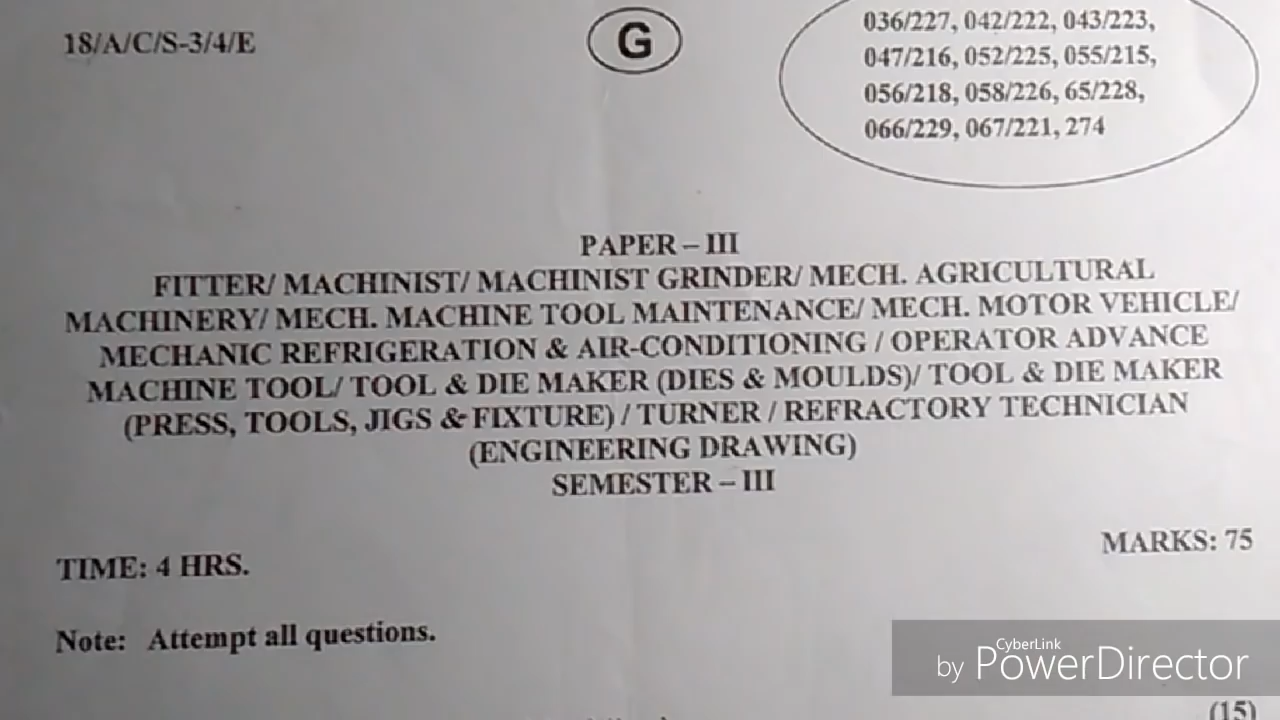 18/A/C/S-3/4/E
G
036/227, 042/222, 043/223,
047/216, 052/225, 055/215,
056/218, 058/226, 65/228,
066/229, 067/221, 274
PAPER – III
FITTER/ MACHINIST/ MACHINIST GRINDER/ MECH. AGRICULTURAL
MACHINERY/ MECH. MACHINE TOOL MAINTENANCE/ MECH. MOTOR VEHICLE/
MECHANIC REFRIGERATION & AIR-CONDITIONING / OPERATOR ADVANCE
MACHINE TOOL/ TOOL & DIE MAKER (DIES & MOULDS)/ TOOL & DIE MAKER
(PRESS, TOOLS, JIGS & FIXTURE) / TURNER / REFRACTORY TECHNICIAN
(ENGINEERING DRAWING)
SEMESTER – III
MARKS: 75
TIME: 4 HRS.
Note: Attempt all questions.
CyberLink
by PowerDirector
(15)